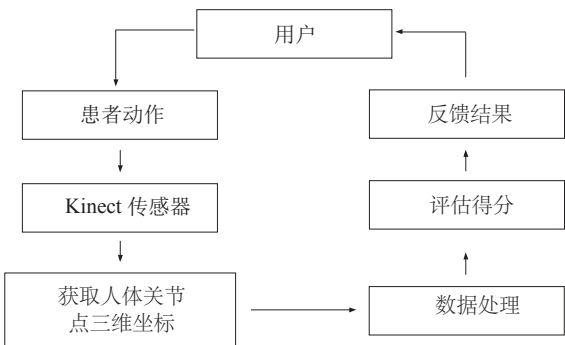 用户
患者动作
反馈结果
Kinect 传感器
评估得分
获取人体关节
点三维坐标
数据处理